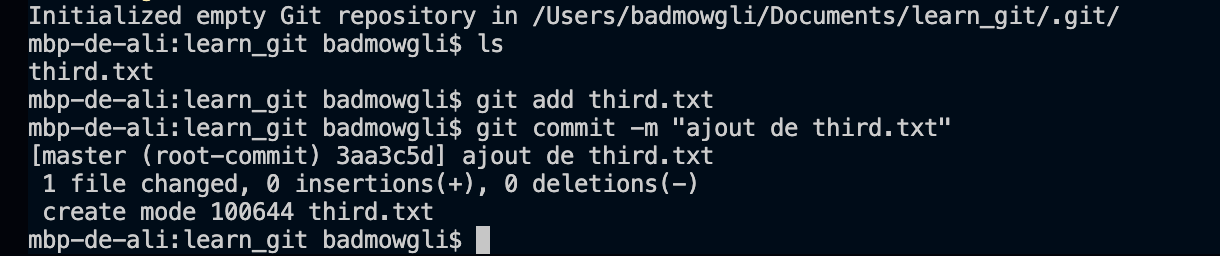 Initialized empty Git repository in /Users/badmowgli/Documents/learn_git/.git/
mbp-de-ali:learn_git badmowgli$ ls
third.txt
mbp-de-ali:learn_git badmowgli$ git add third.txt
mbp-de-ali:learn_git badmowgli$ git commit -m "ajout de third.txt"
[master (root-commit) 3aa3c5d] ajout de third.txt
 1 file changed, 0 insertions(+), 0 deletions(-)
 create mode 100644 third.txt
mbp-de-ali:learn_git badmowgli$